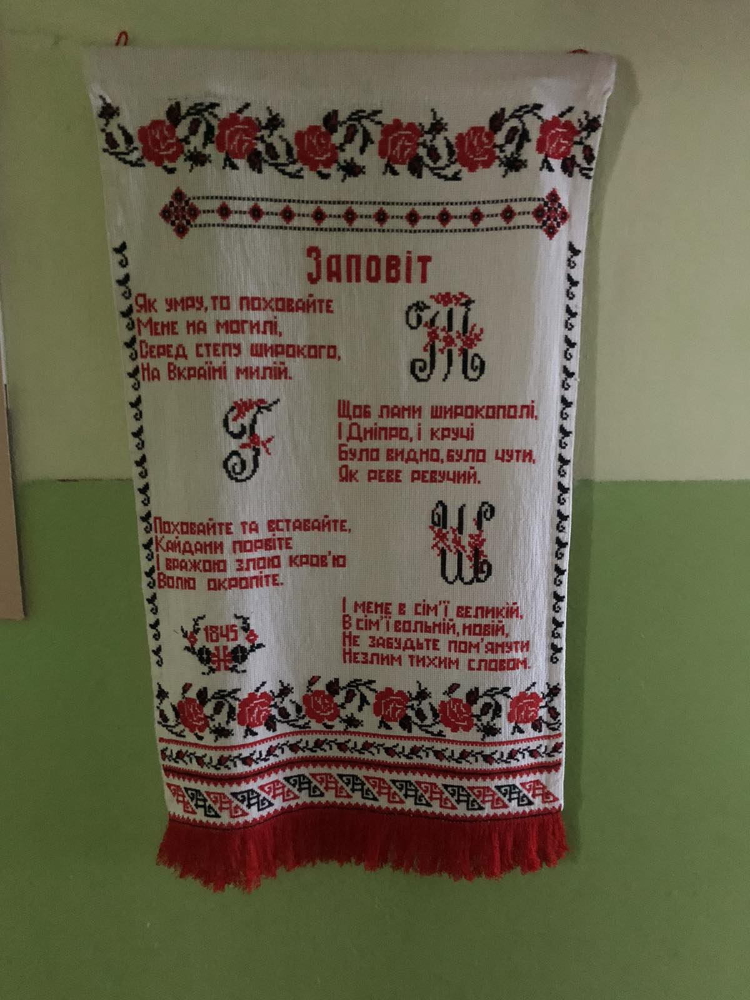 Заповіт
Як умру, то поховайте
Мене на могилі,
Серед степу широкого,
На Вкраїні милій.
Т
Г
Щоб лани широкополі,
І Дніпро, і кручі
Було видно, було чути,
Як реве ревучий.
Ш
Поховайте та вставайте,
Кайдани порвіте
І вражою злою кров'ю
Волю окропіте.
1845
І мене в сім'ї великій,
В сім'ї вольній, новій,
Не забудьте пом'янути
Незлим тихим словом.